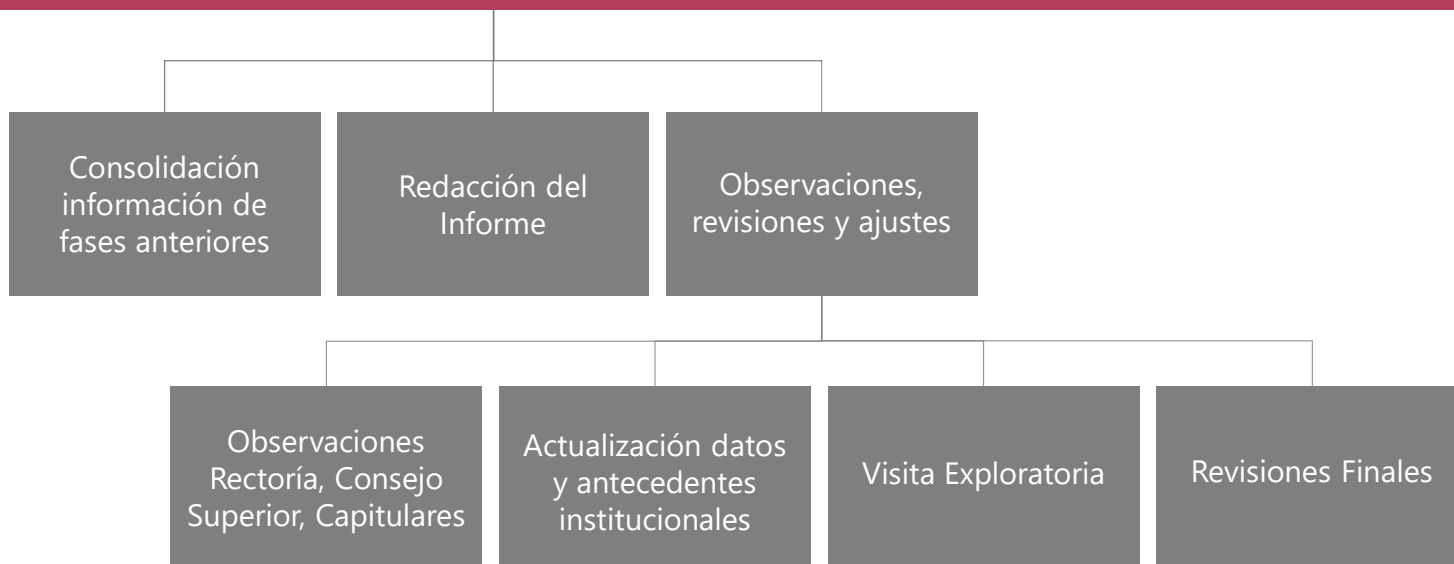 Consolidación
información de
fases anteriores
Redacción del
Informe
Observaciones,
revisiones y ajustes
Observaciones
Rectoría, Consejo
Superior, Capitulares
Actualización datos
y antecedentes
institucionales
Visita Exploratoria
Revisiones Finales